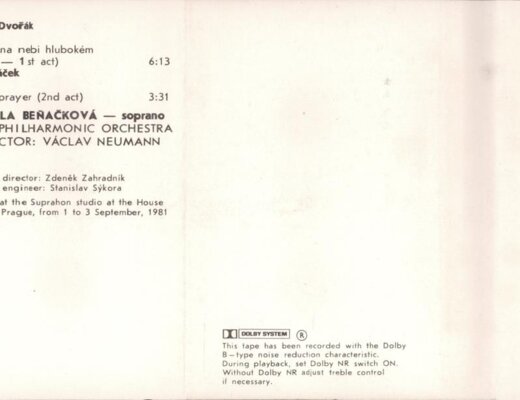 Dvořák
na nebi hlubokém
— 1 st act) 6:13
áček
prayer (2nd act) 3:31
LA BEŇAČKOVÁ — soprano
PHILHARMONIC ORCHESTRA
CTOR: VÁCLAV NEUMANN
director: Zdeněk Zahradník
engineer: Stanislav Sýkora
at the Suprahon studio at the House
Prague, from 1 to 3 September, 1981
DOLBY SYSTEM ®
This tape has been recorded with the Dolby
B – type noise reduction characteristic.
During playback, set Dolby NR switch ON.
Without Dolby NR adjust treble control
if necessary.